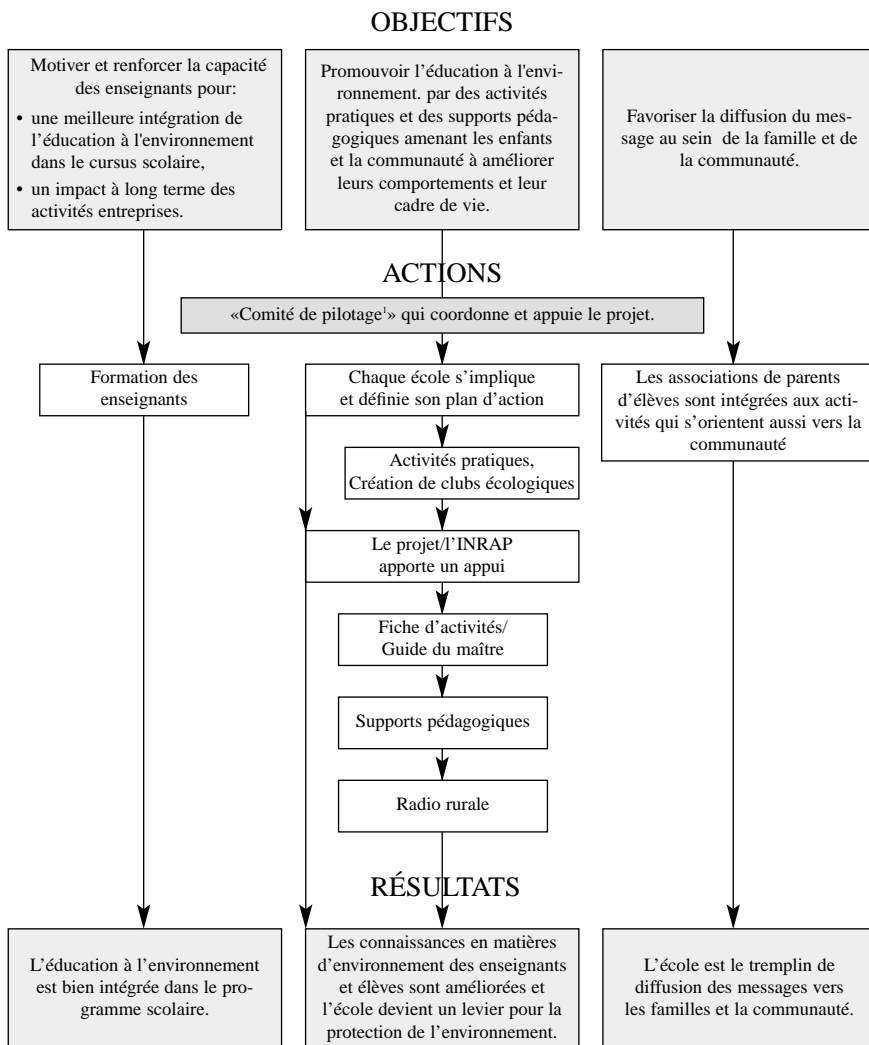 OBJECTIFS
Motiver et renforcer la capacité
des enseignants pour:
• une meilleure intégration de
l’éducation à l'environnement
dans le cursus scolaire,
• un impact à long terme des
activités entreprises.
Promouvoir l’éducation à l'envi-
ronnement. par des activités
pratiques et des supports péda-
gogiques amenant les enfants
et la communauté à améliorer
leurs comportements et leur
cadre de vie.
Favoriser la diffusion du mes-
sage au sein de la famille et de
la communauté.
ACTIONS
«Comité de pilotage¹» qui coordonne et appuie le projet.
Formation des
enseignants
Chaque école s’implique
et définie son plan d’action
Les associations de parents
d’élèves sont intégrées aux acti-
vités qui s’orientent aussi vers la
communauté
Activités pratiques,
Création de clubs écologiques
Le projet/l’INRAP
apporte un appui
Fiche d’activités/
Guide du maître
Supports pédagogiques
Radio rurale
RÉSULTATS
L’éducation à l’environnement
est bien intégrée dans le pro-
gramme scolaire.
Les connaissances en matières
d’environnement des enseignants
et élèves sont améliorées et
l’école devient un levier pour la
protection de l’environnement.
L’école est le tremplin de
diffusion des messages vers
les familles et la communauté.